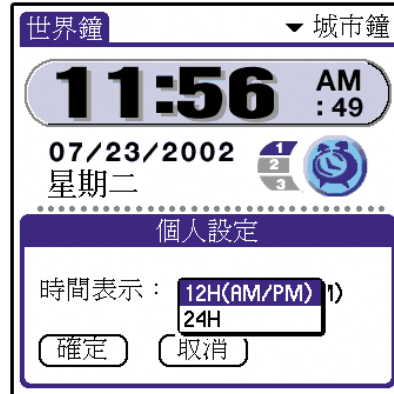 世界鐘 城市鐘
11:56 AM :49
07/23/2002 1
星期二 2
3
個人設定
時間表示： 12H(AM/PM)
24H
確定 取消